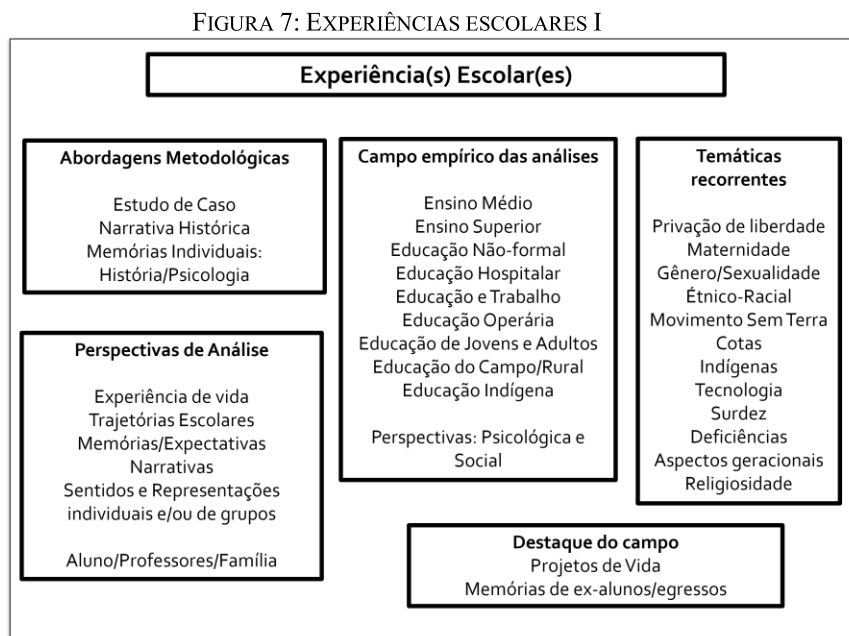 FIGURA 7: EXPERIÊNCIAS ESCOLARES I
Experiência(s) Escolar(es)
Abordagens Metodológicas
Estudo de Caso
Narrativa Histórica
Memórias Individuais:
História/Psicologia
Perspectivas de Análise
Experiência de vida
Trajetórias Escolares
Memórias/Expectativas
Narrativas
Sentidos e Representações
individuais e/ou de grupos
Aluno/Professores/Família
Campo empírico das análises
Ensino Médio
Ensino Superior
Educação Não-formal
Educação Hospitalar
Educação e Trabalho
Educação Operária
Educação de Jovens e Adultos
Educação do Campo/Rural
Educação Indígena
Perspectivas: Psicológica e
Social
Temáticas
recorrentes
Privação de liberdade
Maternidade
Gênero/Sexualidade
Étnico-Racial
Movimento Sem Terra
Cotas
Indígenas
Tecnologia
Surdez
Deficiências
Aspectos geracionais
Religiosidade
Destaque do campo
Projetos de Vida
Memórias de ex-alunos/egressos